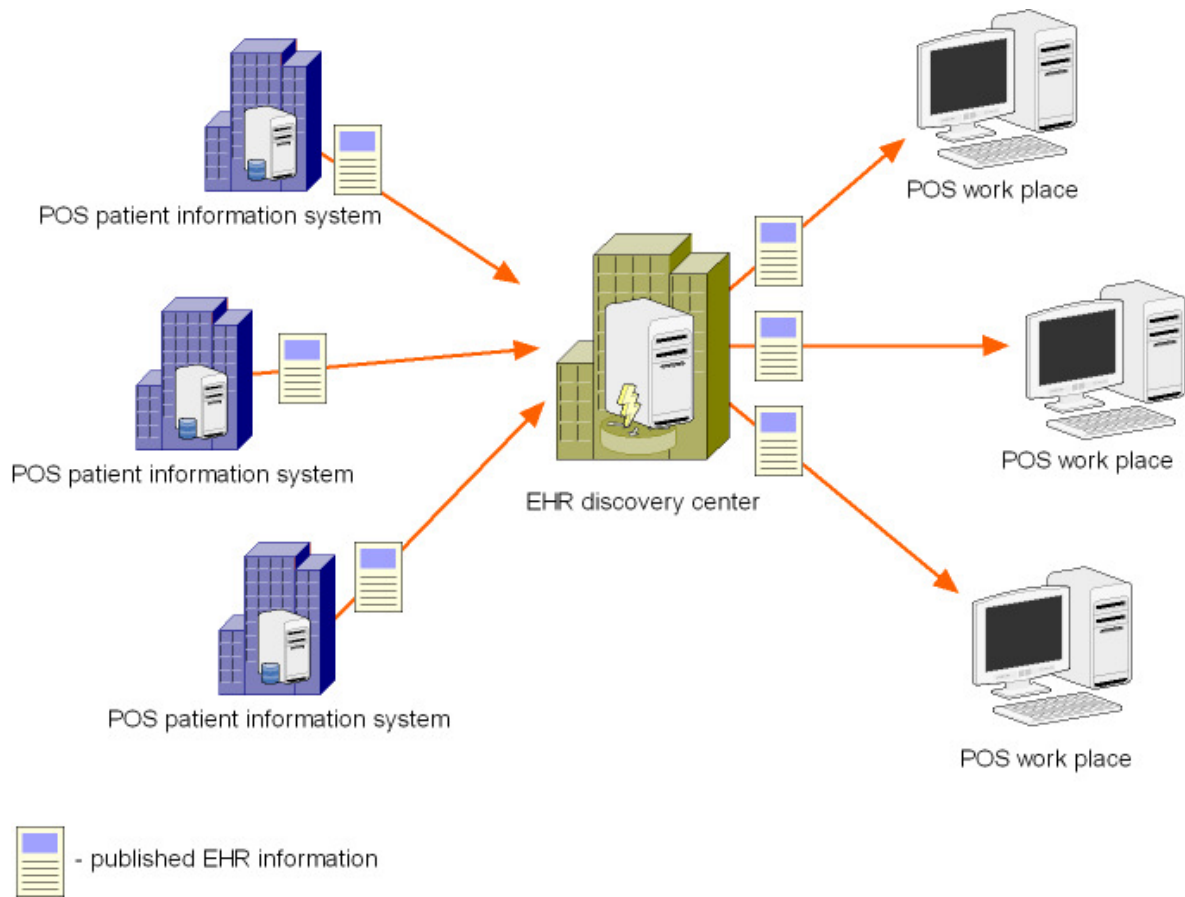 POS work place
POS patient information system
POS work place
POS patient information system
EHR discovery center
POS patient information system
POS work place
- published EHR information